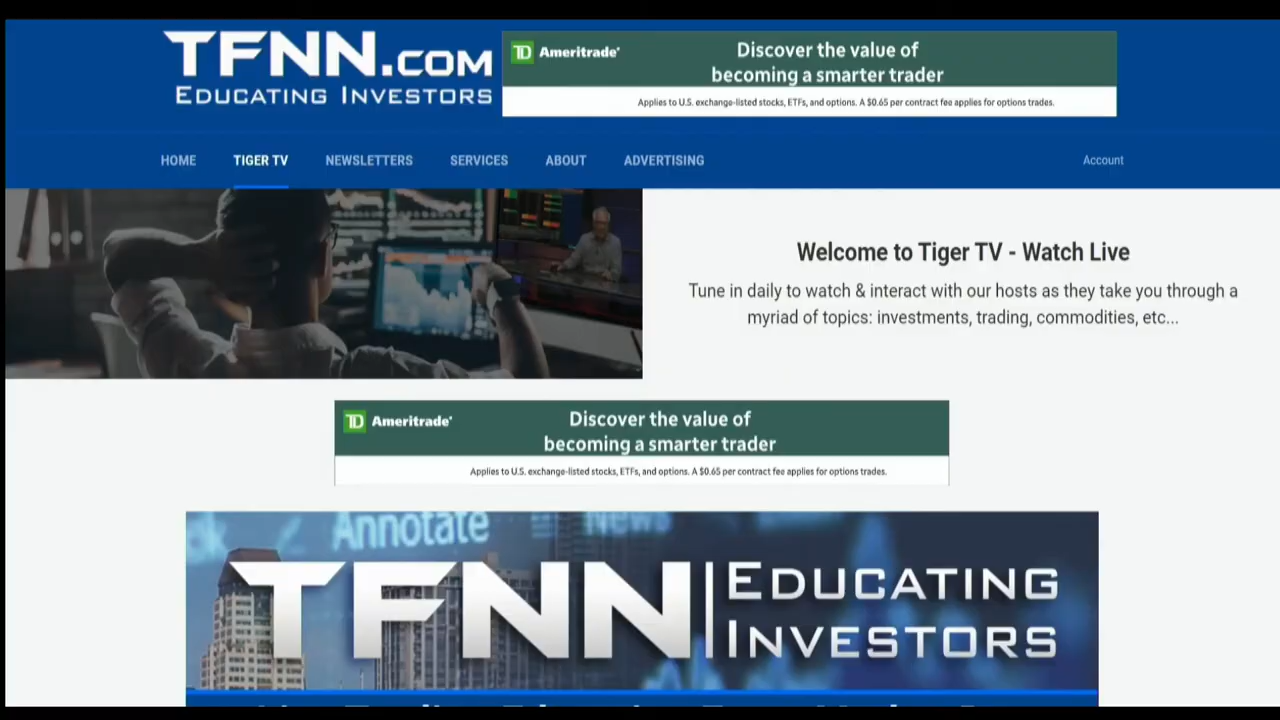 TFNN.COM
EDUCATING INVESTORS
TD Ameritrade
Discover the value of
becoming a smarter trader
Applies to U.S. exchange-listed stocks, ETFs, and options. A $0.65 per contract fee applies for options trades.
HOME TIGER TV NEWSLETTERS SERVICES ABOUT ADVERTISING Account
Welcome to Tiger TV - Watch Live
Tune in daily to watch & interact with our hosts as they take you through a
myriad of topics: investments, trading, commodities, etc...
TD Ameritrade
Discover the value of
becoming a smarter trader
Applies to U.S. exchange-listed stocks, ETFs, and options. A $0.65 per contract fee applies for options trades.
Annotate News
TFNN EDUCATING
INVESTORS